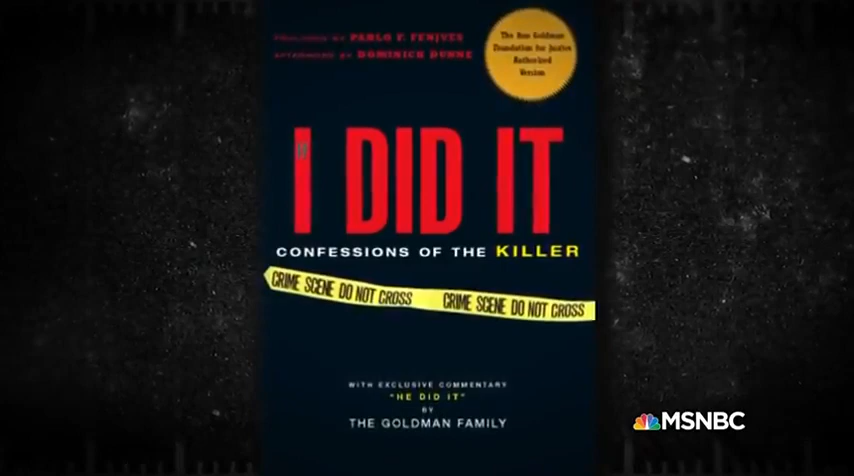 PROLOGUE BY PABLO F. FENJVES
AFTERWORD BY DOMINICK DUNNE
The Ron Goldman
Foundation for Justice
Authorized
Version
IF
I DID IT
CONFESSIONS OF THE KILLER
CRIME SCENE DO NOT CROSS CRIME SCENE DO NOT CROSS
WITH EXCLUSIVE COMMENTARY
"HE DID IT"
BY
THE GOLDMAN FAMILY
MSNBC